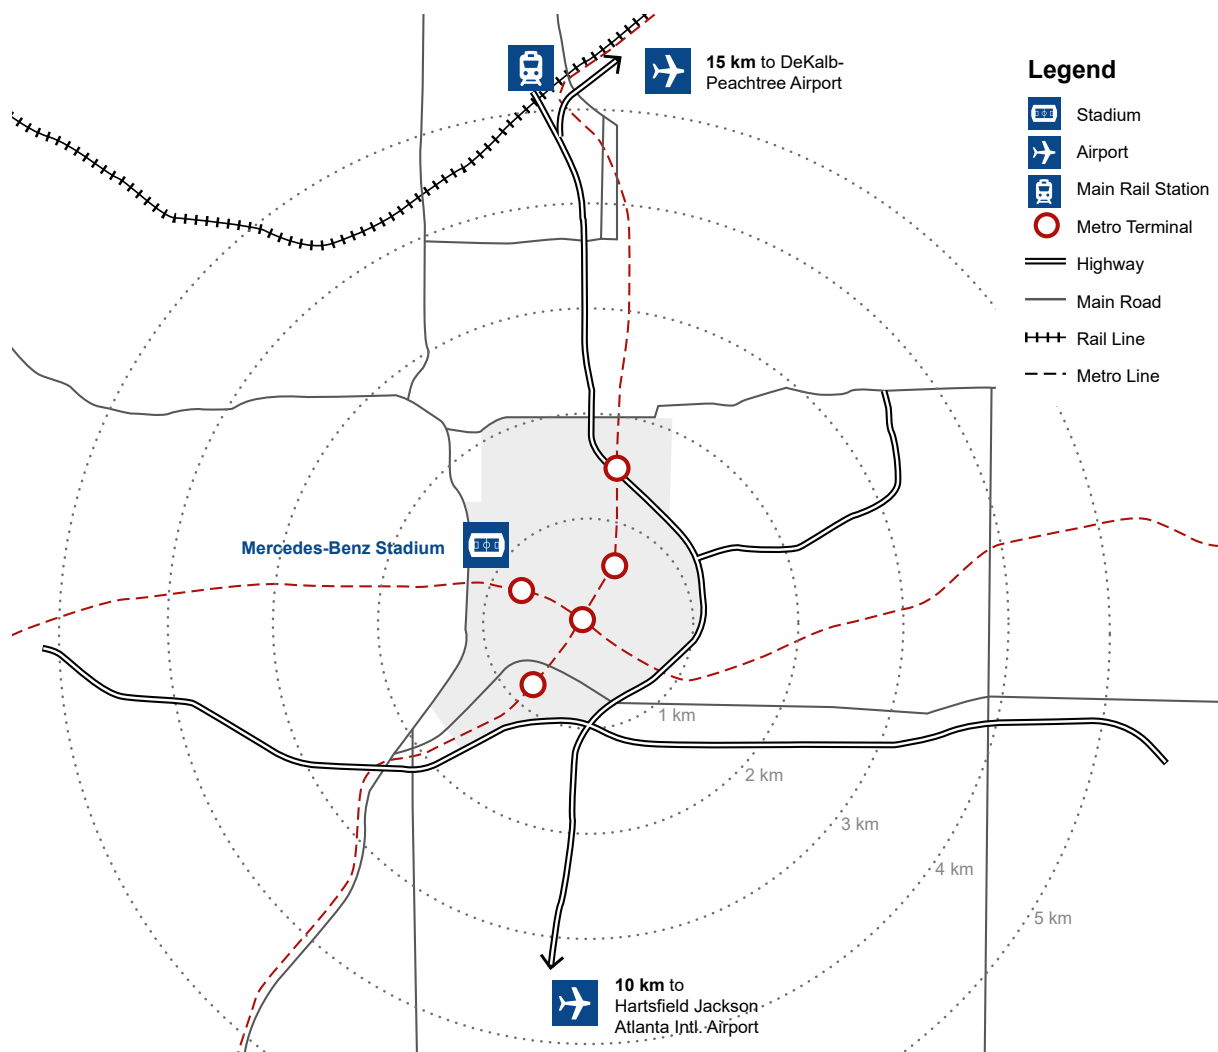 15 km to DeKalb-
Peachtree Airport
Legend
Stadium
Airport
Main Rail Station
Metro Terminal
Highway
Main Road
Rail Line
Metro Line
Mercedes-Benz Stadium
1 km
2 km
3 km
4 km
5 km
10 km to
Hartsfield Jackson
Atlanta Intl. Airport